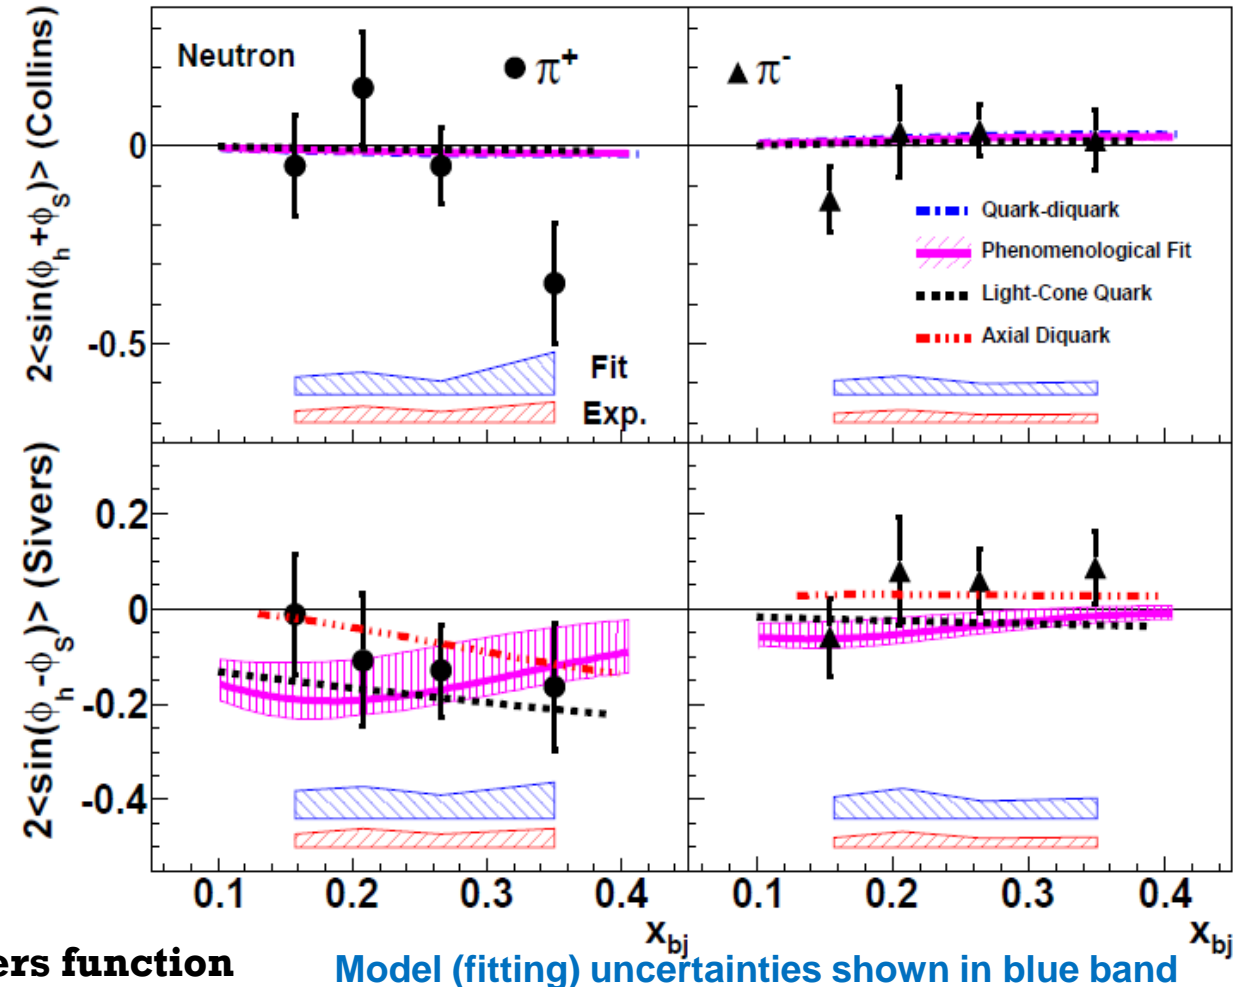 2<sin(ϕh +ϕS)> (Collins)
Neutron
π+
π-
0
-0.5
Quark-diquark
Phenomenological Fit
Light-Cone Quark
Axial Diquark
Fit
Exp.
2<sin(ϕh -ϕS)> (Sivers)
0.2
0
-0.2
-0.4
0.1 0.2 0.3 0.4
0.1 0.2 0.3 0.4
xbj
xbj
ers function
Model (fitting) uncertainties shown in blue band